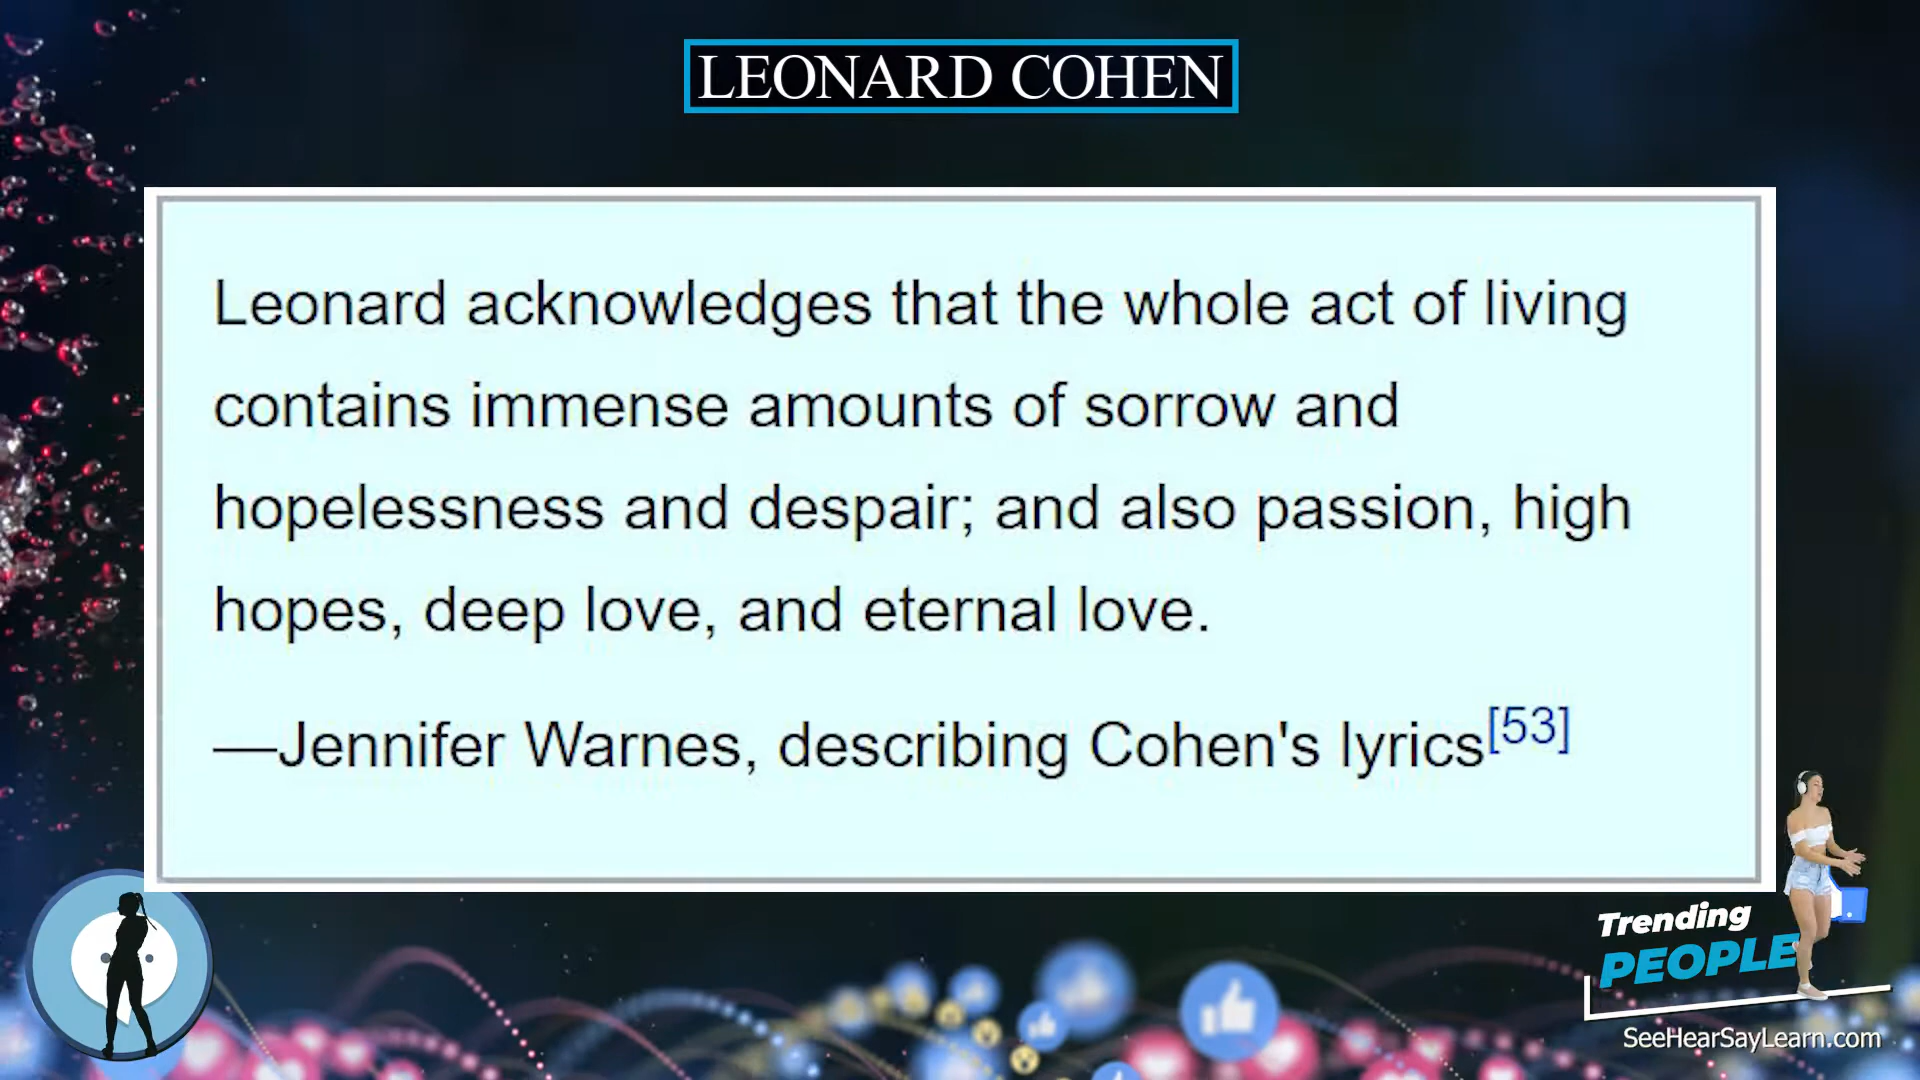 LEONARD COHEN
Leonard acknowledges that the whole act of living
contains immense amounts of sorrow and
hopelessness and despair; and also passion, high
hopes, deep love, and eternal love.
—Jennifer Warnes, describing Cohen's lyrics[53]
Trending
PEOPLE
SeeHearSayLearn.com